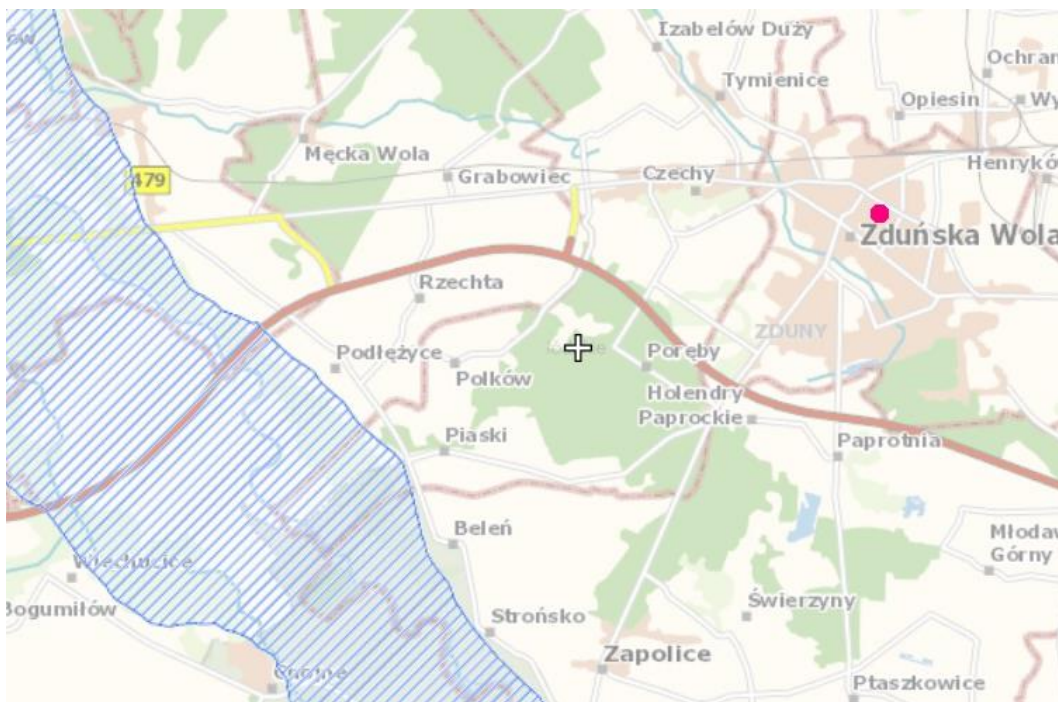 Izabelów Duży
Ochran
Tymienice
Opiesin
Wy
Męcka Wola
Henryków
479
Grabowiec
Czechy
Zduńska Wola
Rzechta
ZDUNY
Podłężyce
Poręby
Polków
Holendry
Paprockie
Piaski
Paprotnia
Beleń
Młodaw
Górny
Wiechucice
Bogumiłów
Świerzyny
Strońsko
Zapolice
Gnojne
Ptaszkowice